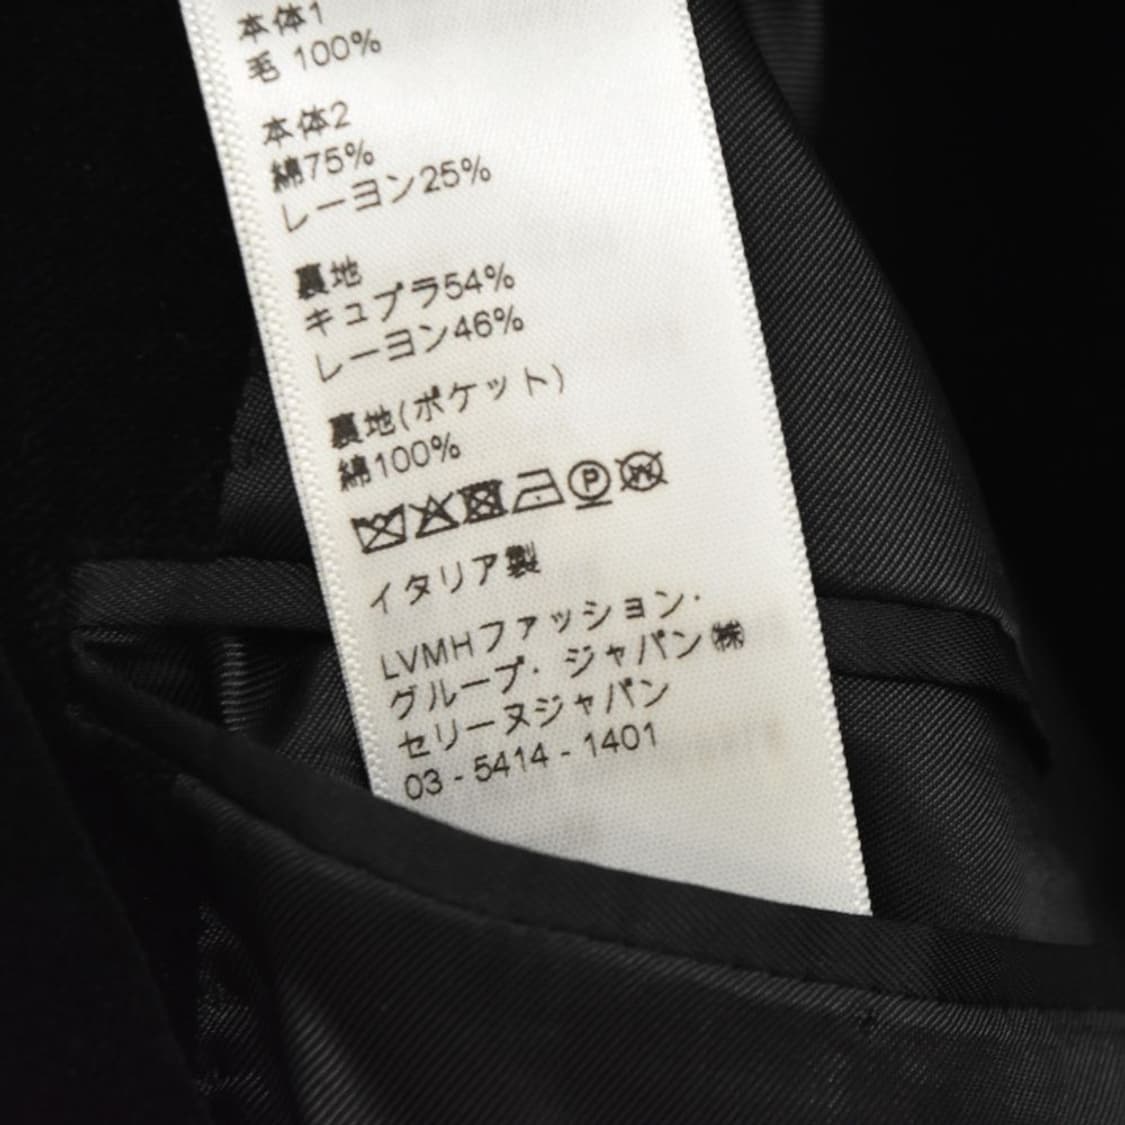 本体1
毛 100%
本体2
綿75%
レーヨン25%
裏地
キュプラ54%
レーヨン46%
裏地(ポケット)
綿100%
P W
イタリア製
LVMHファッション·
グループ· ジャパン㈱
セリーヌジャパン
03 - 5414 - 1401